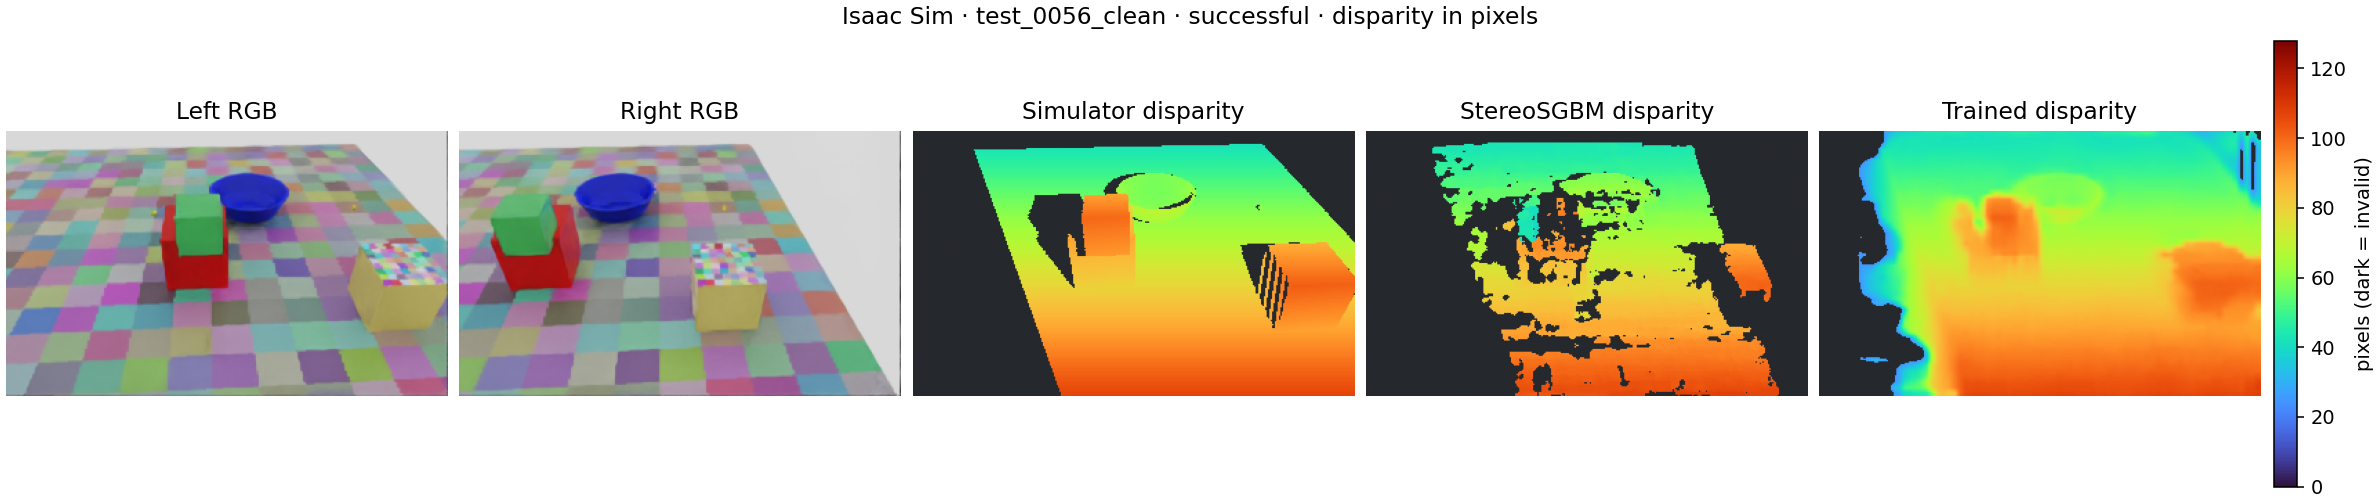 Isaac Sim · test_0056_clean · successful · disparity in pixels
Left RGB
Right RGB
Simulator disparity
StereoSGBM disparity
Trained disparity
120
100
80
60
40
20
0
pixels (dark = invalid)